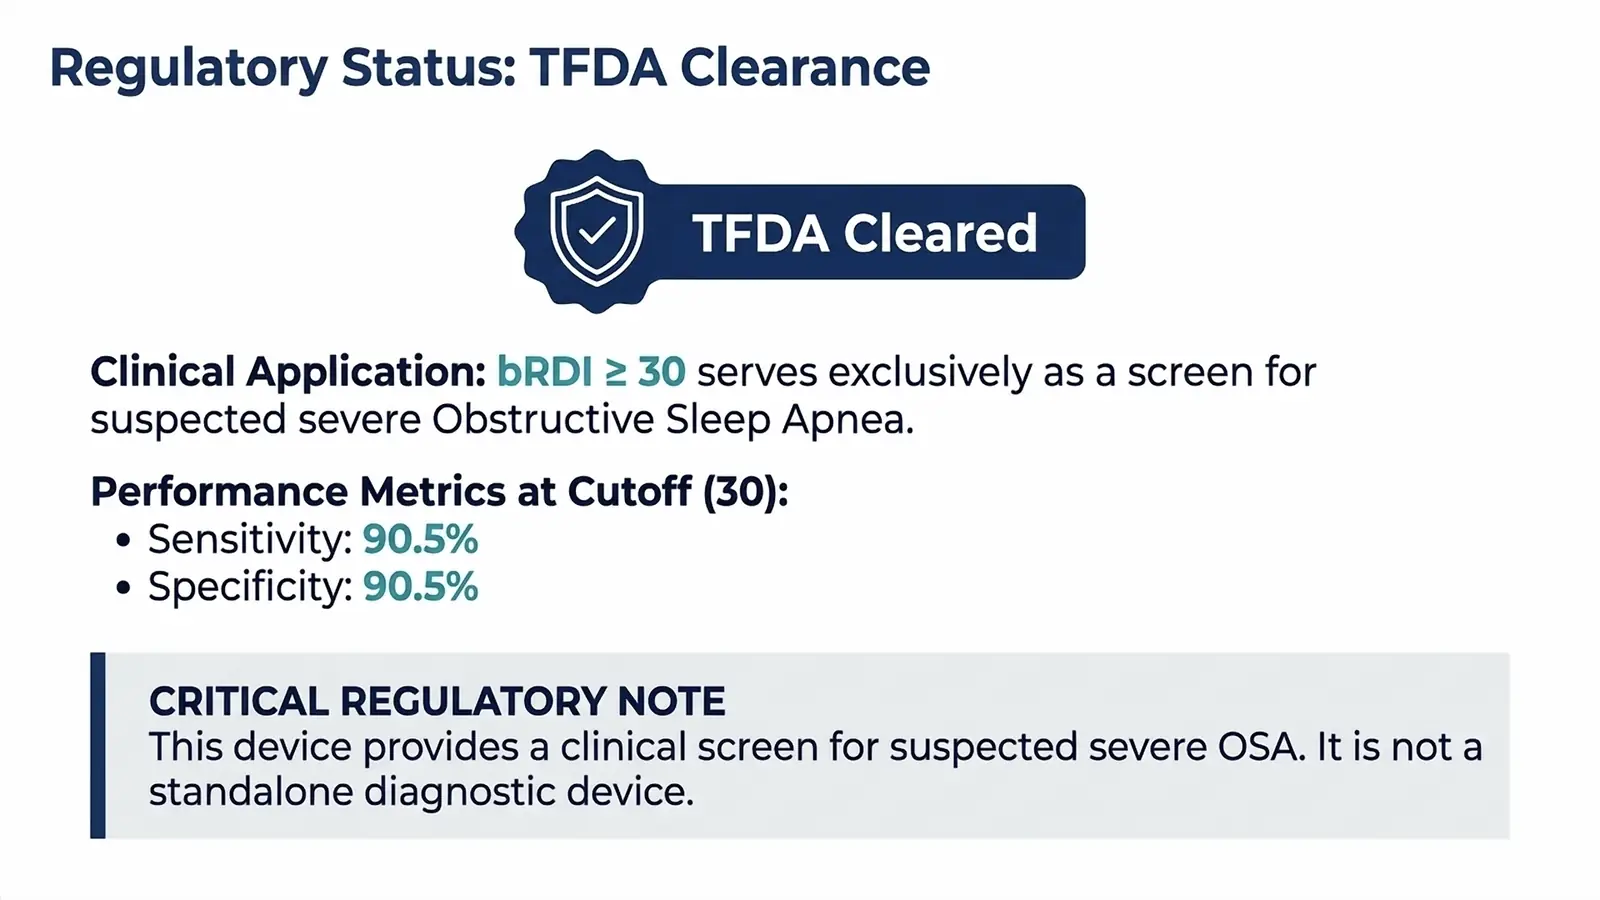 Regulatory Status: TFDA Clearance
TFDA Cleared
Clinical Application: bRDI ≥ 30 serves exclusively as a screen for
suspected severe Obstructive Sleep Apnea.
Performance Metrics at Cutoff (30):
• Sensitivity: 90.5%
• Specificity: 90.5%
CRITICAL REGULATORY NOTE
This device provides a clinical screen for suspected severe OSA. It is not a
standalone diagnostic device.